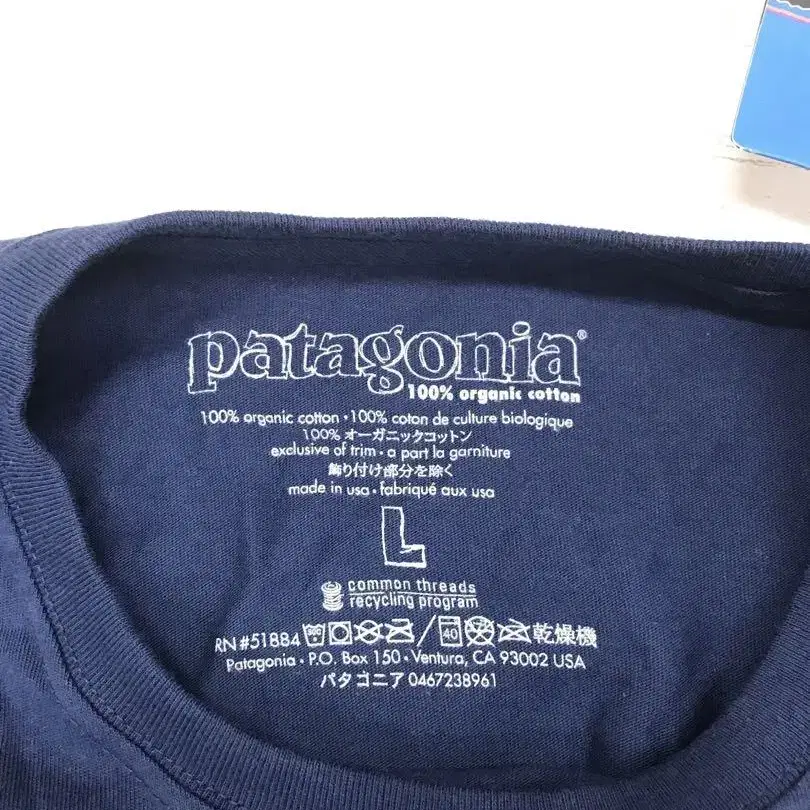 patagonia®
100% organic cotton
100% organic cotton • 100% coton de culture biologique
100% オーガニックコットン
exclusive of trim • a part la garniture
飾り付け部分を除く
made in usa • fabriqué aux usa
L
common threads
recycling program
RN #51884 30C / 40 乾燥機
Patagonia • P.O. Box 150 • Ventura, CA 93002 USA
パタゴニア 0467238961